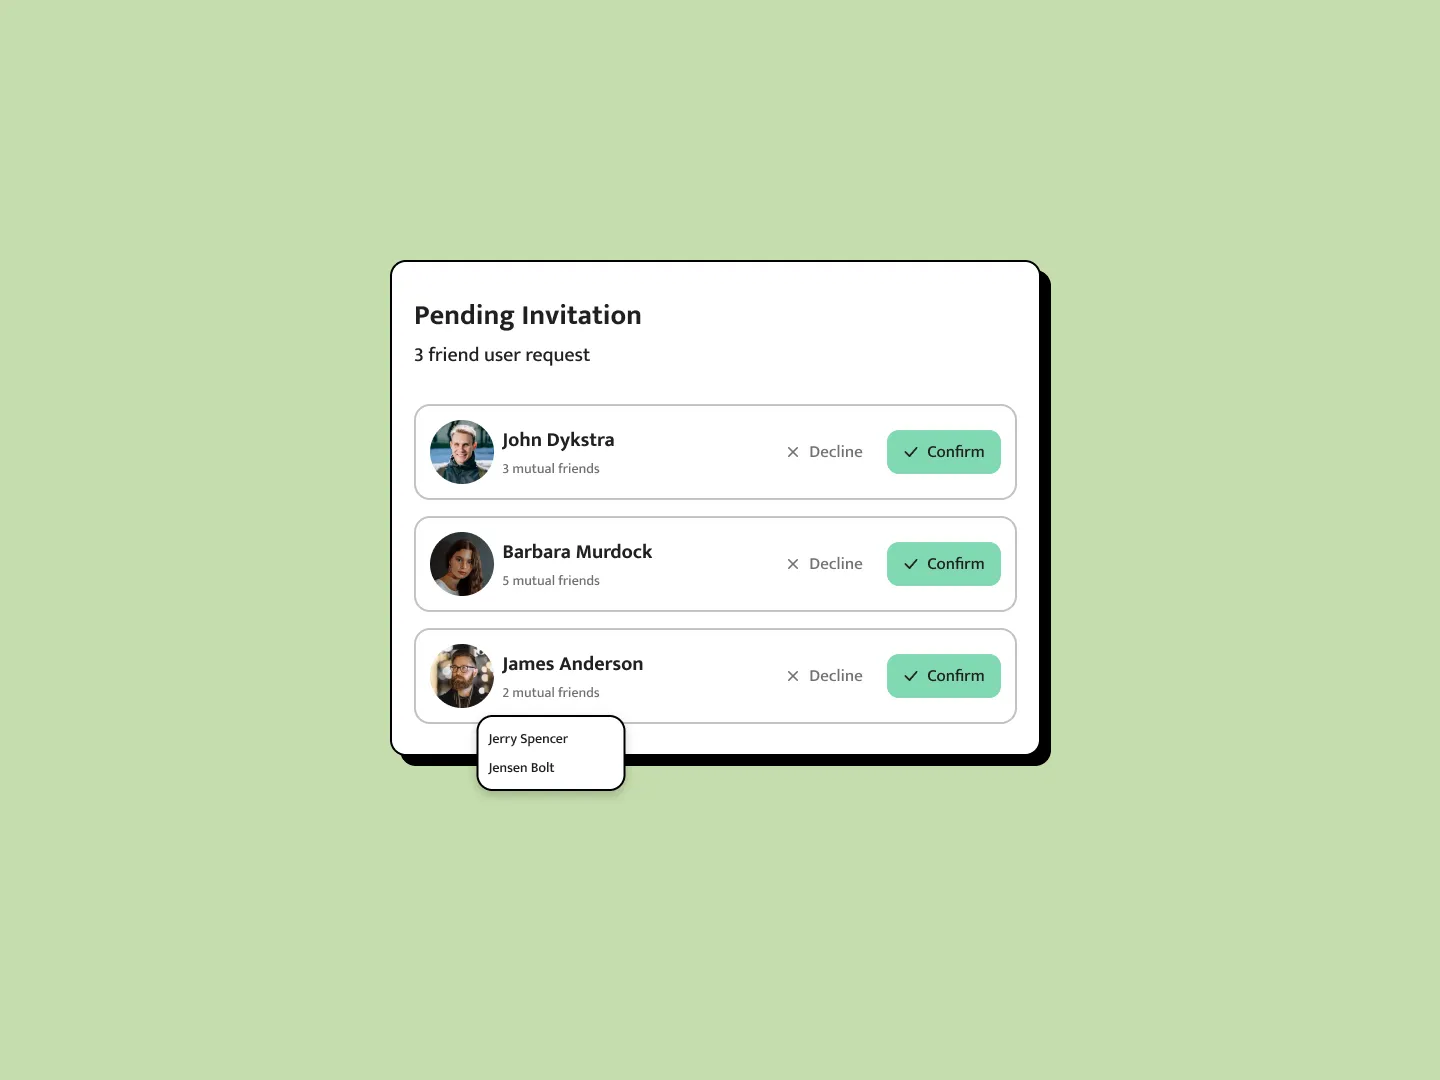 Pending Invitation
3 friend user request
John Dykstra
3 mutual friends
Decline
Confirm
Barbara Murdock
5 mutual friends
Decline
Confirm
James Anderson
2 mutual friends
Decline
Confirm
Jerry Spencer
Jensen Bolt